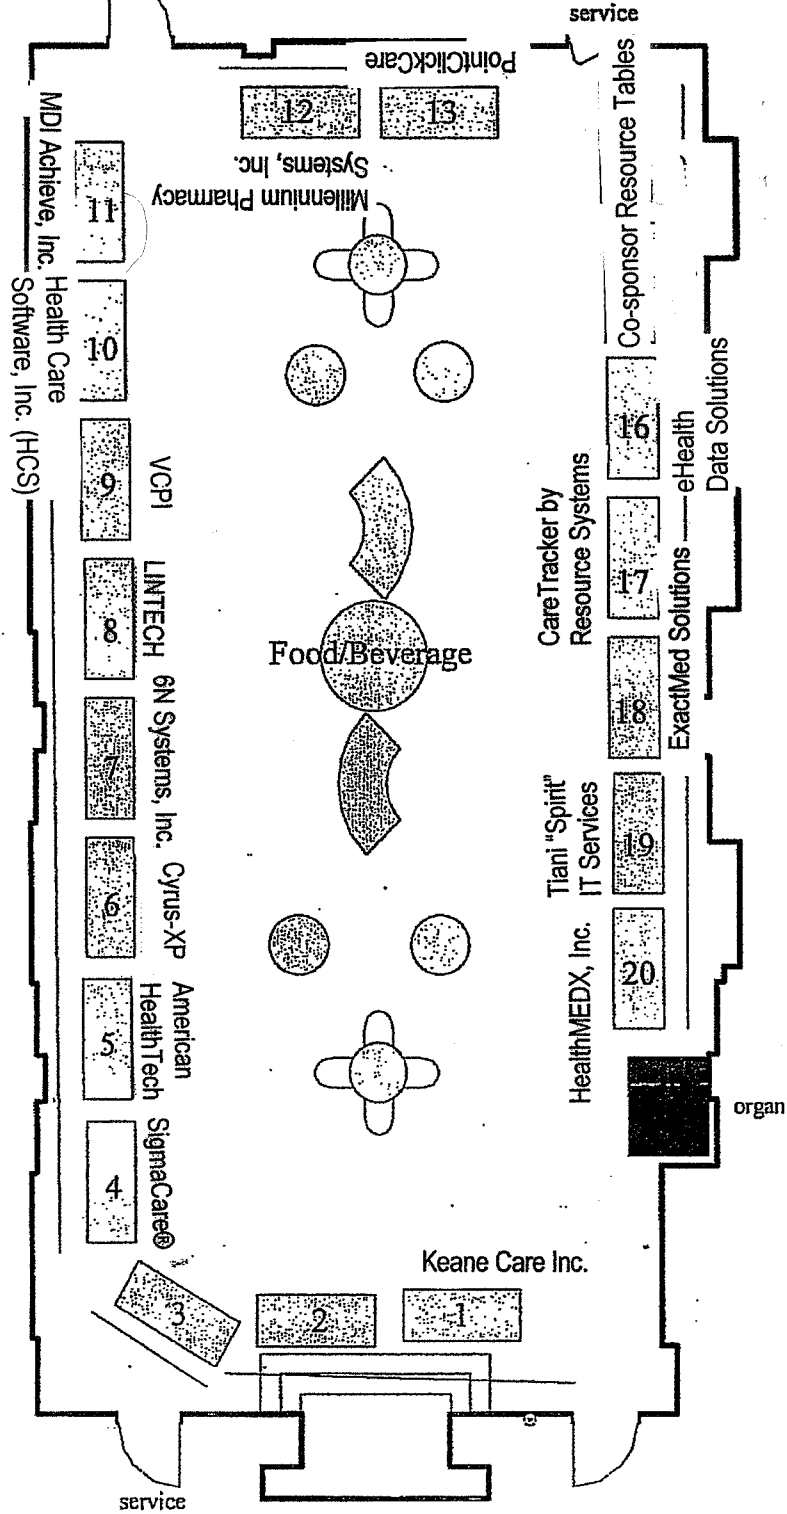 service
PointClickCare
12
13
Millennium Pharmacy
Systems, Inc.
Co-sponsor Resource Tables
MDI Achieve, Inc.
11
Health Care
Software, Inc. (HCS)
10
VCPI
9
LINTECH
8
6N Systems, Inc.
7
Cyrus-XP
6
American
HealthTech
5
SigmaCare®
4
Food/Beverage
16
eHealth
Data Solutions
CareTracker by
Resource Systems
17
ExactMed Solutions
18
Tiani "Spirit"
IT Services
19
HealthMEDX, Inc.
20
organ
Keane Care Inc.
3
2
1
service